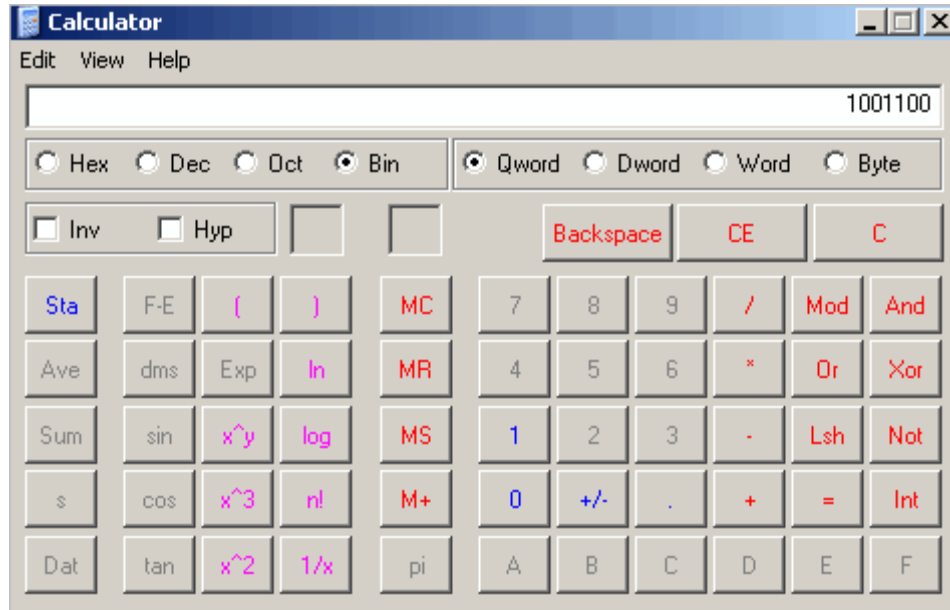 Calculator
Edit View Help
1001100
Hex Dec Oct Bin Qword Dword Word Byte
Inv Hyp Backspace CE C
Sta F-E ( ) MC 7 8 9 / Mod And
Ave dms Exp ln MR 4 5 6 * Or Xor
Sum sin x^y log MS 1 2 3 - Lsh Not
s cos x^3 n! M+ 0 +/- . + = Int
Dat tan x^2 1/x pi A B C D E F